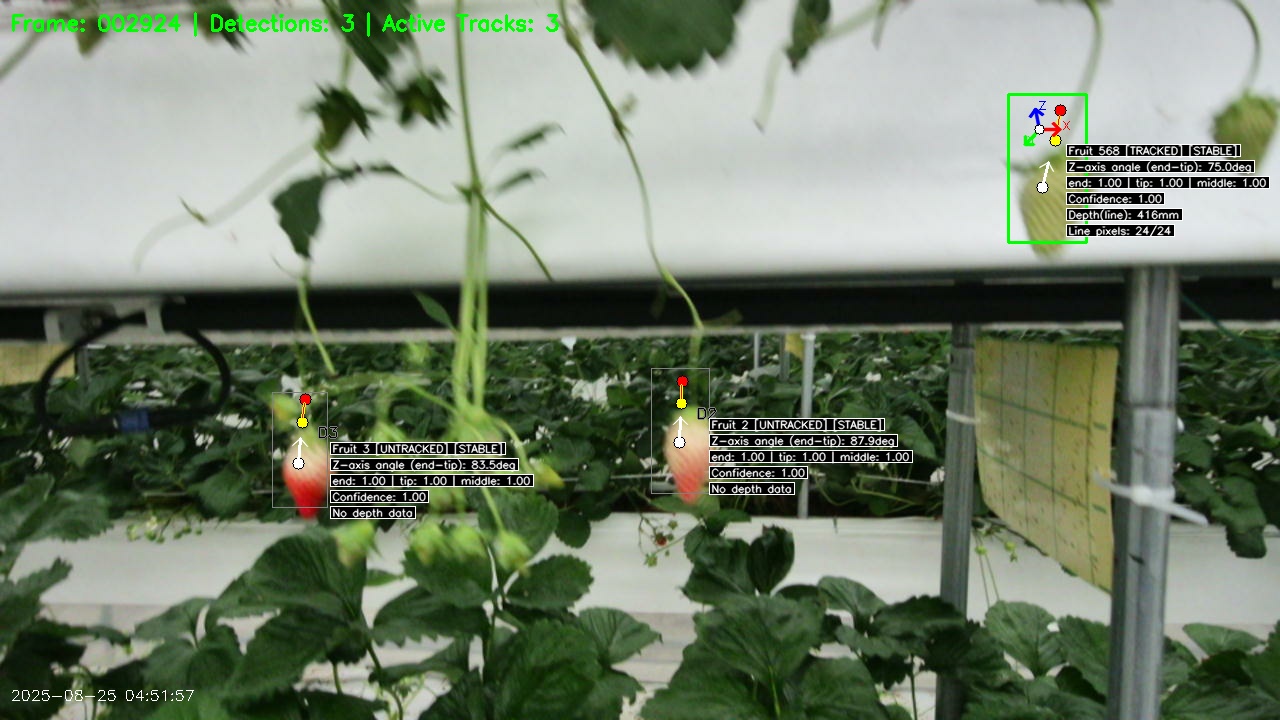 Frame: 002924 | Detections: 3 | Active Tracks: 3
Z
X
Fruit 568 [TRACKED] [STABLE]
Z-axis angle (end-tip): 75.0deg
end: 1.00 | tip: 1.00 | middle: 1.00
Confidence: 1.00
Depth(line): 416mm
Line pixels: 24/24
D2
Fruit 2 [UNTRACKED] [STABLE]
Z-axis angle (end-tip): 87.9deg
end: 1.00 | tip: 1.00 | middle: 1.00
Confidence: 1.00
No depth data
D3
Fruit 3 [UNTRACKED] [STABLE]
Z-axis angle (end-tip): 83.5deg
end: 1.00 | tip: 1.00 | middle: 1.00
Confidence: 1.00
No depth data
2025-08-25 04:51:57